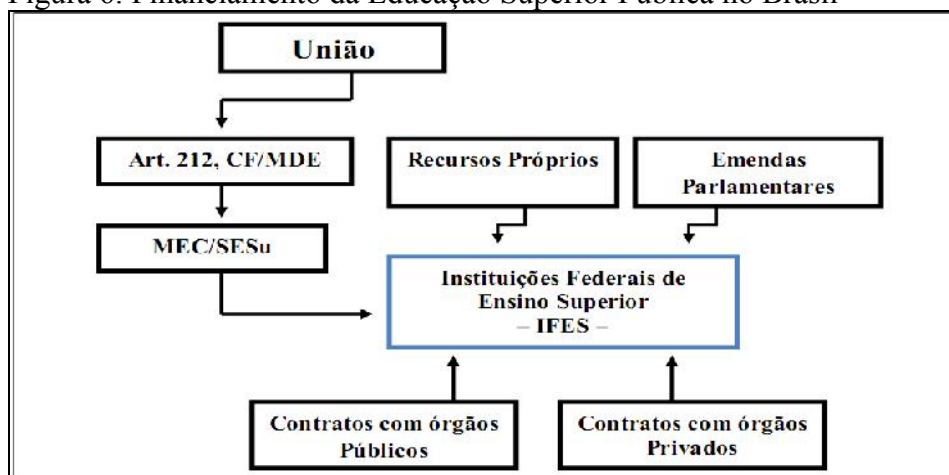 Figura 6. Financiamento da Educação Superior Pública no Brasil
União
Art. 212, CF/MDE
Recursos Próprios
Emendas
Parlamentares
MEC/SESu
Instituições Federais de
Ensino Superior
– IFES –
Contratos com órgãos
Públicos
Contratos com órgãos
Privados